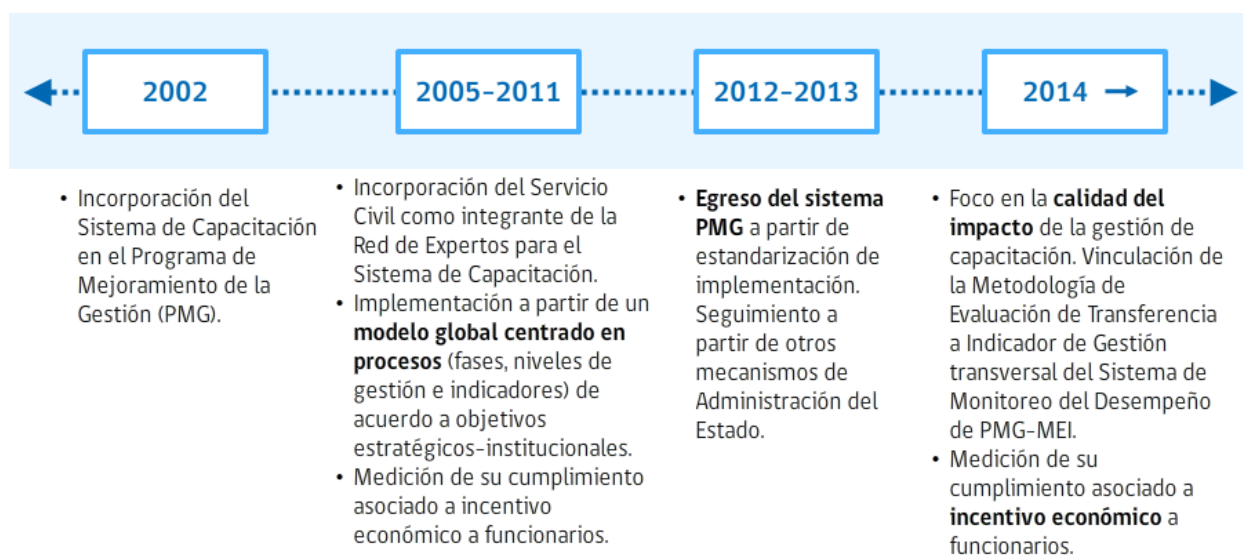 2002
2005-2011
2012-2013
2014 →
• Incorporación del
Sistema de Capacitación
en el Programa de
Mejoramiento de la
Gestión (PMG).
• Incorporación del Servicio
Civil como integrante de la
Red de Expertos para el
Sistema de Capacitación.
• Implementación a partir de un
modelo global centrado en
procesos (fases, niveles de
gestión e indicadores) de
acuerdo a objetivos
estratégicos-institucionales.
• Medición de su cumplimiento
asociado a incentivo
económico a funcionarios.
• Egreso del sistema
PMG a partir de
estandarización de
implementación.
Seguimiento a
partir de otros
mecanismos de
Administración del
Estado.
• Foco en la calidad del
impacto de la gestión de
capacitación. Vinculación de
la Metodología de
Evaluación de Transferencia
a Indicador de Gestión
transversal del Sistema de
Monitoreo del Desempeño
de PMG-MEI.
• Medición de su
cumplimiento asociado a
incentivo económico a
funcionarios.